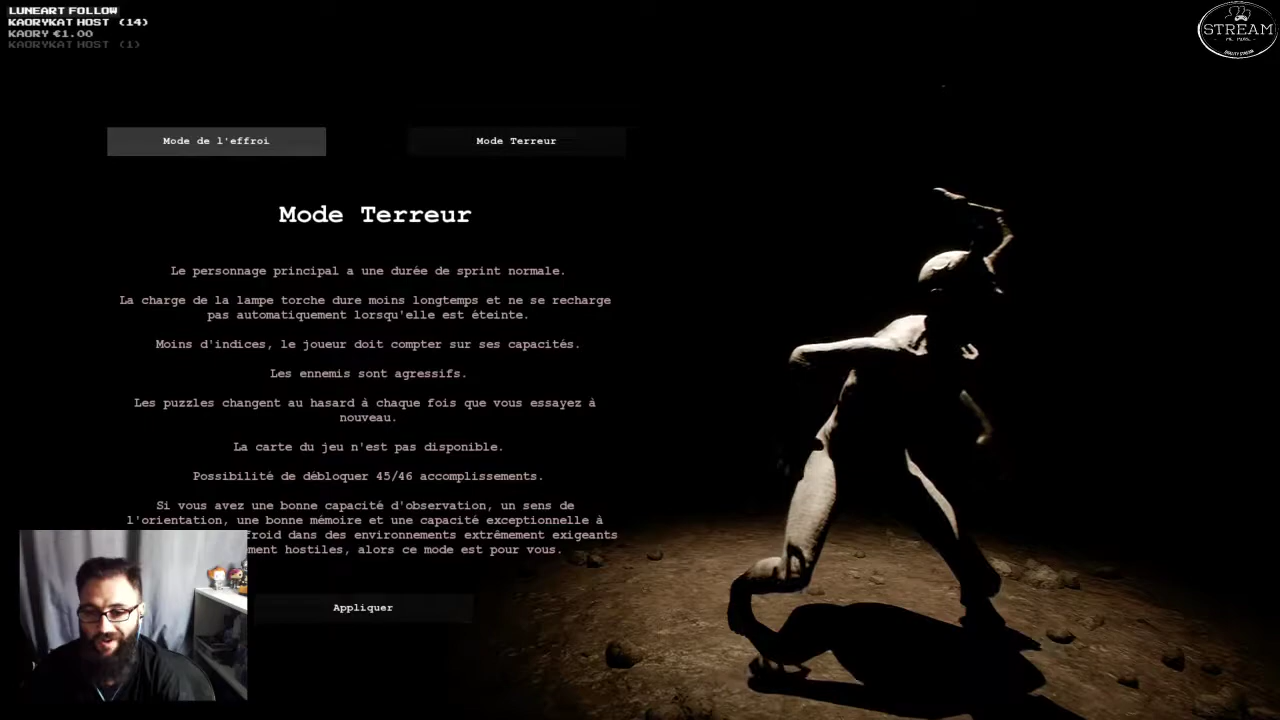 LUNEART FOLLOW
KAORYKAT HOST (14)
KAORY €1.00
KAORYKAT HOST (1)
STREAM
Mode de l'effroi
Mode Terreur
Mode Terreur
Le personnage principal a une durée de sprint normale.
La charge de la lampe torche dure moins longtemps et ne se recharge
pas automatiquement lorsqu'elle est éteinte.
Moins d'indices, le joueur doit compter sur ses capacités.
Les ennemis sont agressifs.
Les puzzles changent au hasard à chaque fois que vous essayez à
nouveau.
La carte du jeu n'est pas disponible.
Possibilité de débloquer 45/46 accomplissements.
Si vous avez une bonne capacité d'observation, un sens de
l'orientation, une bonne mémoire et une capacité exceptionnelle à
froid dans des environnements extrêmement exigeants
ment hostiles, alors ce mode est pour vous.
Appliquer